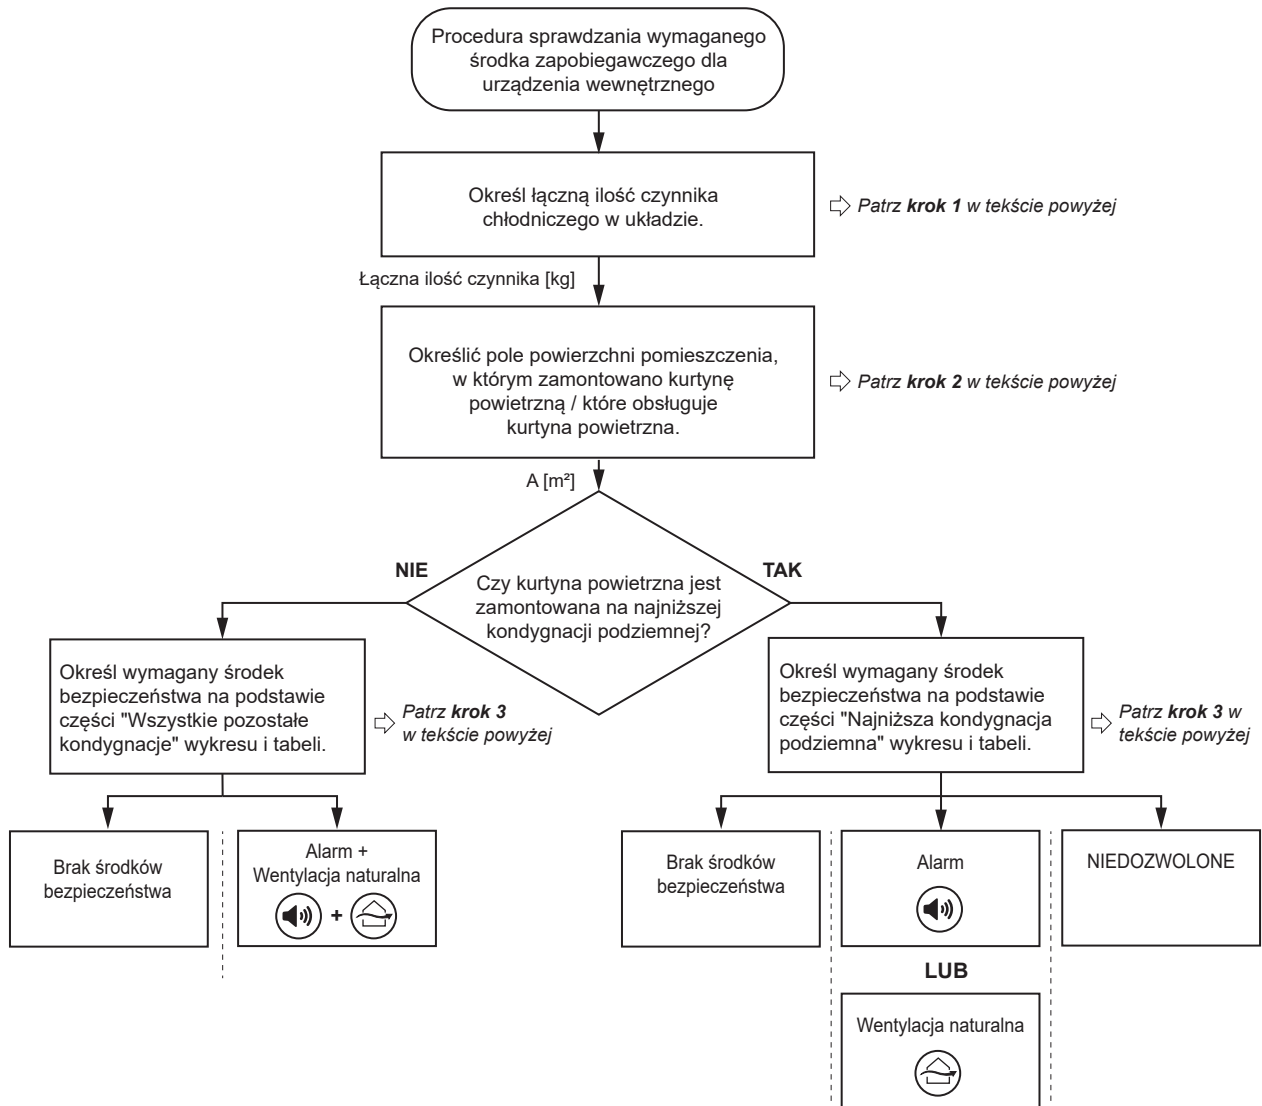 Procedura sprawdzania wymaganego
środka zapobiegawczego dla
urządzenia wewnętrznego
Określ łączną ilość czynnika
chłodniczego w układzie.
Patrz krok 1 w tekście powyżej
Łączna ilość czynnika [kg]
Określić pole powierzchni pomieszczenia,
w którym zamontowano kurtynę
powietrzną / które obsługuje
kurtyna powietrzna.
Patrz krok 2 w tekście powyżej
A [m²]
NIE
TAK
Czy kurtyna powietrzna jest
zamontowana na najniższej
kondygnacji podziemnej?
Określ wymagany środek
bezpieczeństwa na podstawie
części "Wszystkie pozostałe
kondygnacje" wykresu i tabeli.
Patrz krok 3
w tekście powyżej
Określ wymagany środek
bezpieczeństwa na podstawie
części "Najniższa kondygnacja
podziemna" wykresu i tabeli.
Patrz krok 3 w
tekście powyżej
Brak środków
bezpieczeństwa
Alarm +
Wentylacja naturalna
+
Brak środków
bezpieczeństwa
Alarm
NIEDOZWOLONE
LUB
Wentylacja naturalna